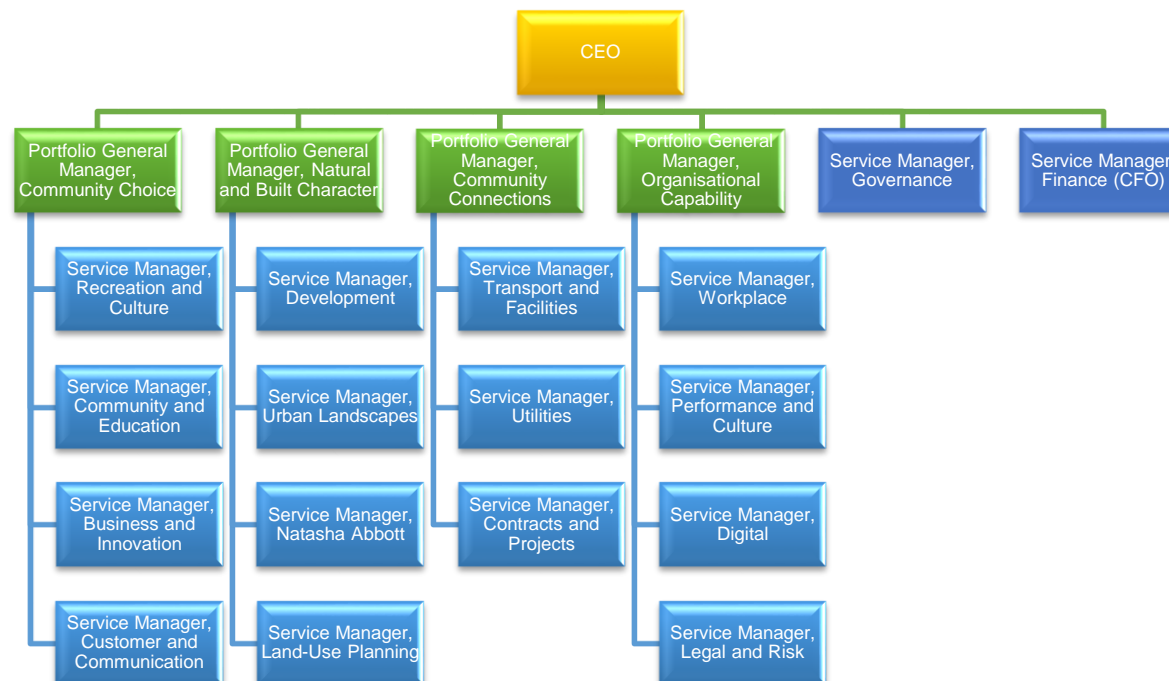 CEO
Portfolio General
Manager,
Community Choice
Portfolio General
Manager, Natural
and Built Character
Portfolio General
Manager,
Community
Connections
Portfolio General
Manager,
Organisational
Capability
Service Manager,
Governance
Service Manager,
Finance (CFO)
Service Manager,
Recreation and
Culture
Service Manager,
Community and
Education
Service Manager,
Business and
Innovation
Service Manager,
Customer and
Communication
Service Manager,
Development
Service Manager,
Urban Landscapes
Service Manager,
Natasha Abbott
Service Manager,
Land-Use Planning
Service Manager,
Transport and
Facilities
Service Manager,
Utilities
Service Manager,
Contracts and
Projects
Service Manager,
Workplace
Service Manager,
Performance and
Culture
Service Manager,
Digital
Service Manager,
Legal and Risk